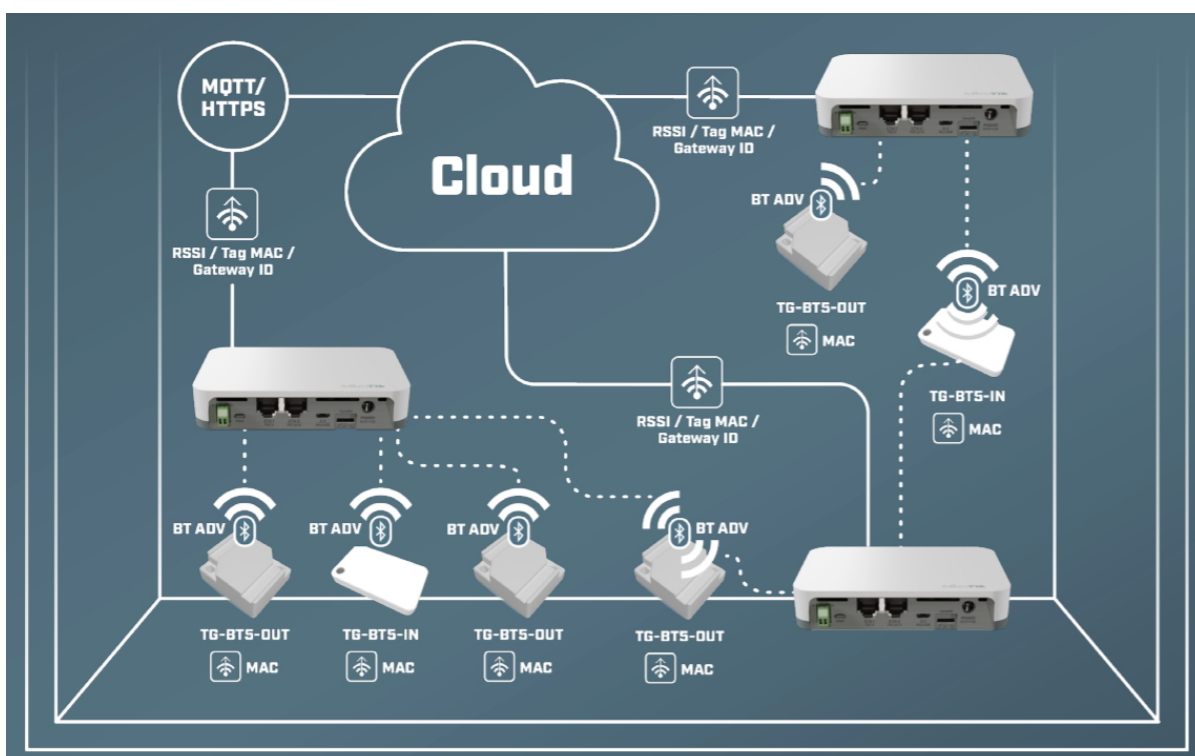 MQTT/
HTTPS
Cloud
RSSI / Tag MAC /
Gateway ID
BT ADV
TG-BT5-OUT
MAC
BT ADV
TG-BT5-IN
MAC
RSSI / Tag MAC /
Gateway ID
RSSI / Tag MAC /
Gateway ID
BT ADV
TG-BT5-OUT
MAC
BT ADV
TG-BT5-IN
MAC
BT ADV
TG-BT5-OUT
MAC
BT ADV
TG-BT5-OUT
MAC